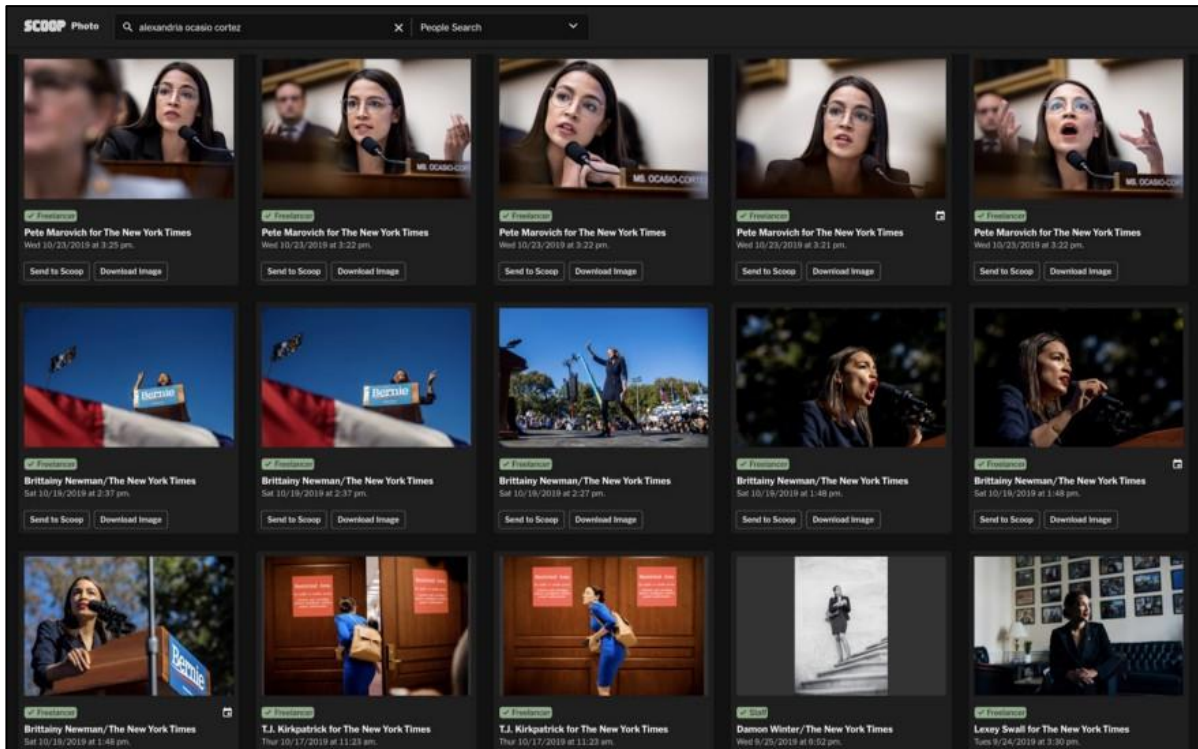 SCOOP Photo alexandria ocasio cortez People Search
MS. OCASIO-CORTEZ
MS. OCASIO-CORT
MS. OCASIO-COR
Freelancer
Freelancer
Freelancer
Freelancer
Freelancer
Pete Marovich for The New York Times
Pete Marovich for The New York Times
Pete Marovich for The New York Times
Pete Marovich for The New York Times
Pete Marovich for The New York Times
Wed 10/23/2019 at 3:25 pm.
Wed 10/23/2019 at 3:22 pm.
Wed 10/23/2019 at 3:22 pm.
Wed 10/23/2019 at 3:21 pm.
Wed 10/23/2019 at 3:22 pm.
Send to Scoop Download Image
Send to Scoop Download Image
Send to Scoop Download Image
Send to Scoop Download Image
Send to Scoop Download Image
Bernie
Bernie
Freelancer
Freelancer
Freelancer
Freelancer
Freelancer
Brittainy Newman/The New York Times
Brittainy Newman/The New York Times
Brittainy Newman/The New York Times
Brittainy Newman/The New York Times
Brittainy Newman/The New York Times
Sat 10/19/2019 at 2:37 pm.
Sat 10/19/2019 at 2:37 pm.
Sat 10/19/2019 at 2:27 pm.
Sat 10/19/2019 at 1:48 pm.
Sat 10/19/2019 at 1:48 pm.
Send to Scoop Download Image
Send to Scoop Download Image
Send to Scoop Download Image
Send to Scoop Download Image
Send to Scoop Download Image
Bernie
Restricted Area
Restricted Area
Restricted Area
Restricted Area
Freelancer
Freelancer
Freelancer
Staff
Freelancer
Brittainy Newman/The New York Times
T.J. Kirkpatrick for The New York Times
T.J. Kirkpatrick for The New York Times
Damon Winter/The New York Times
Lexey Swall for The New York Times
Sat 10/19/2019 at 1:48 pm.
Thur 10/17/2019 at 11:23 am.
Thur 10/17/2019 at 11:23 am.
Wed 9/25/2019 at 6:52 pm.
Tues 9/24/2019 at 3:30 pm.